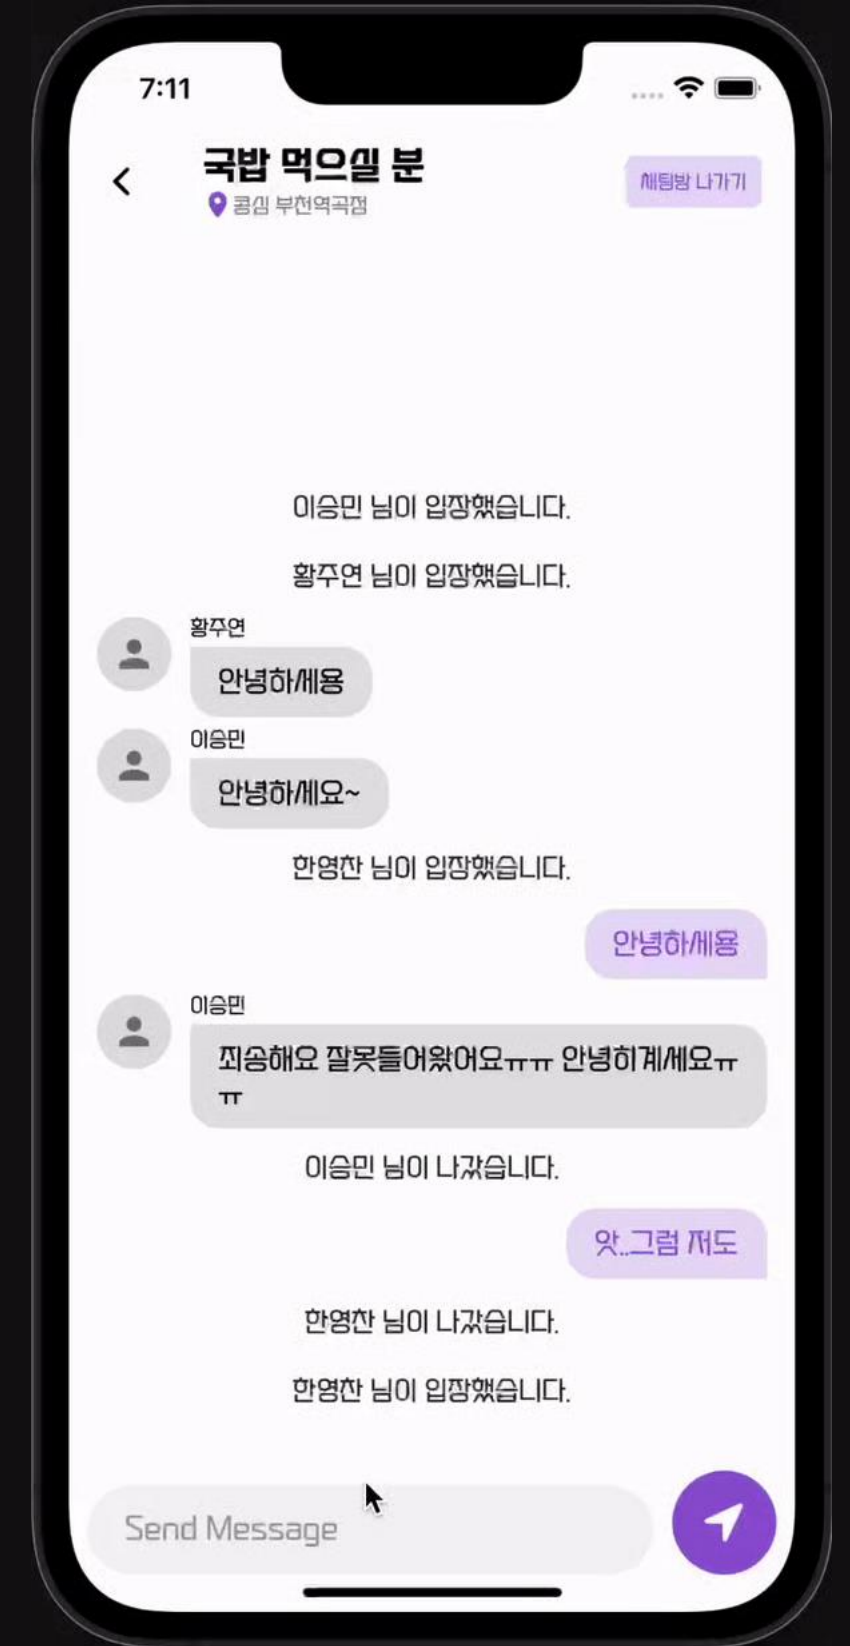 7:11
국밥 먹으실 분
콩심 부천역곡점
채팅방 나가기
이승민 님이 입장했습니다.
황주연 님이 입장했습니다.
황주연
안녕하세용
이승민
안녕하세요~
한영찬 님이 입장했습니다.
안녕하세용
이승민
죄송해요 잘못들어왔어요ㅠㅠ 안녕히계세요ㅠ
ㅠ
이승민 님이 나갔습니다.
앗..그럼 저도
한영찬 님이 나갔습니다.
한영찬 님이 입장했습니다.
Send Message